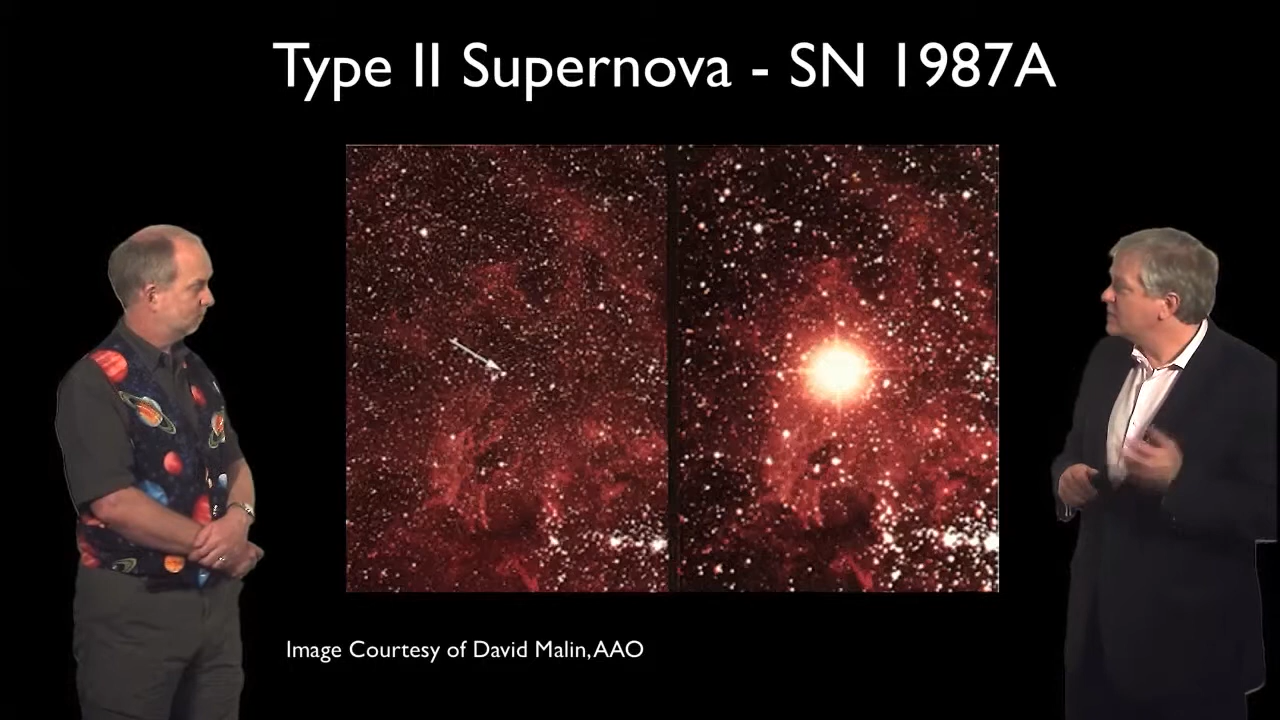 Type II Supernova - SN 1987A
Image Courtesy of David Malin, AAO